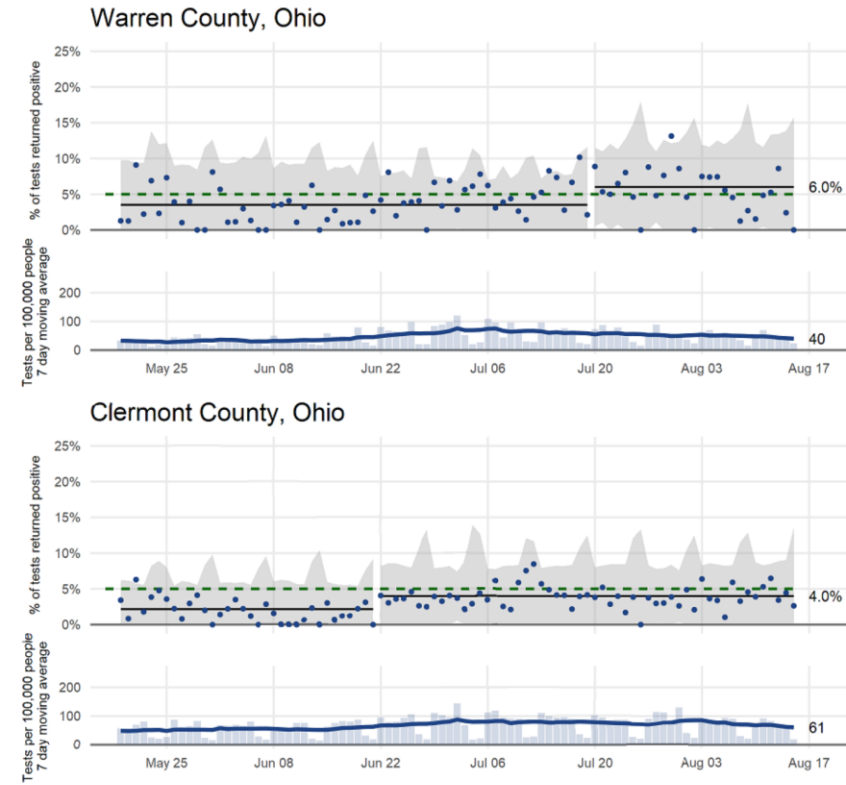 Warren County, Ohio
% of tests returned positive
25%
20%
15%
10%
5%
0%
6.0%
Tests per 100,000 people
7 day moving average
200
100
0
40
May 25 Jun 08 Jun 22 Jul 06 Jul 20 Aug 03 Aug 17
Clermont County, Ohio
% of tests returned positive
25%
20%
15%
10%
5%
0%
4.0%
Tests per 100,000 people
7 day moving average
200
100
0
61
May 25 Jun 08 Jun 22 Jul 06 Jul 20 Aug 03 Aug 17